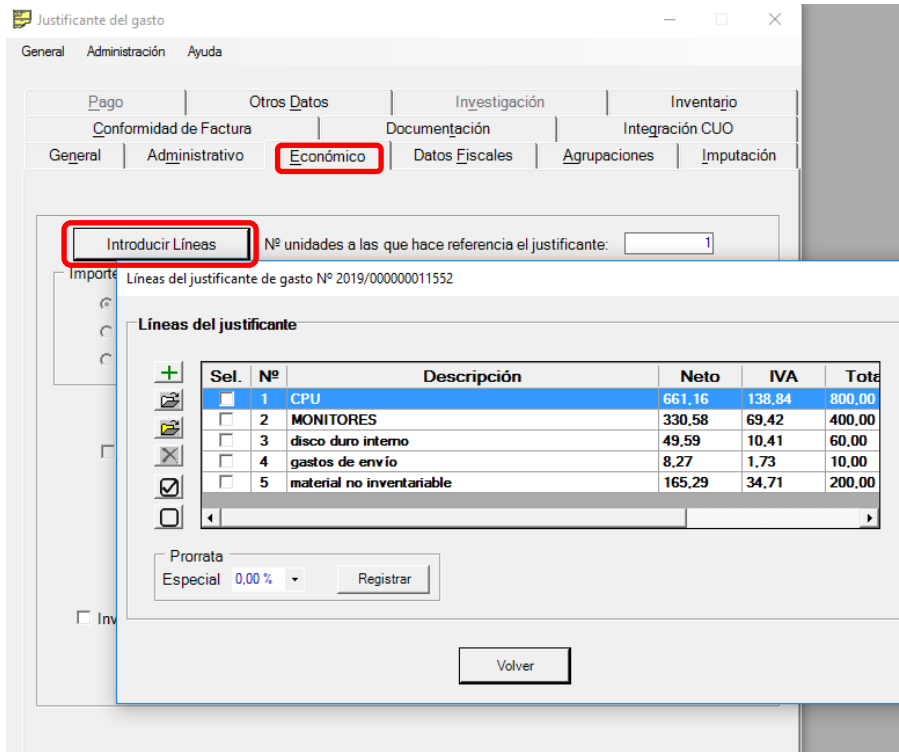 Justificante del gasto
General Administración Ayuda
Pago Otros Datos Investigación Inventario
Conformidad de Factura Documentación Integración CUO
General Administrativo Económico Datos Fiscales Agrupaciones Imputación
Introducir Líneas Nº unidades a las que hace referencia el justificante: 1
Importe
Líneas del justificante de gasto Nº 2019/000000011552
Líneas del justificante
Sel. Nº Descripción Neto IVA Tota
1 CPU 661,16 138,84 800,00
2 MONITORES 330,58 69,42 400,00
3 disco duro interno 49,59 10,41 60,00
4 gastos de envío 8,27 1,73 10,00
5 material no inventariable 165,29 34,71 200,00
Prorrata
Especial 0,00 % Registrar
Inv
Volver